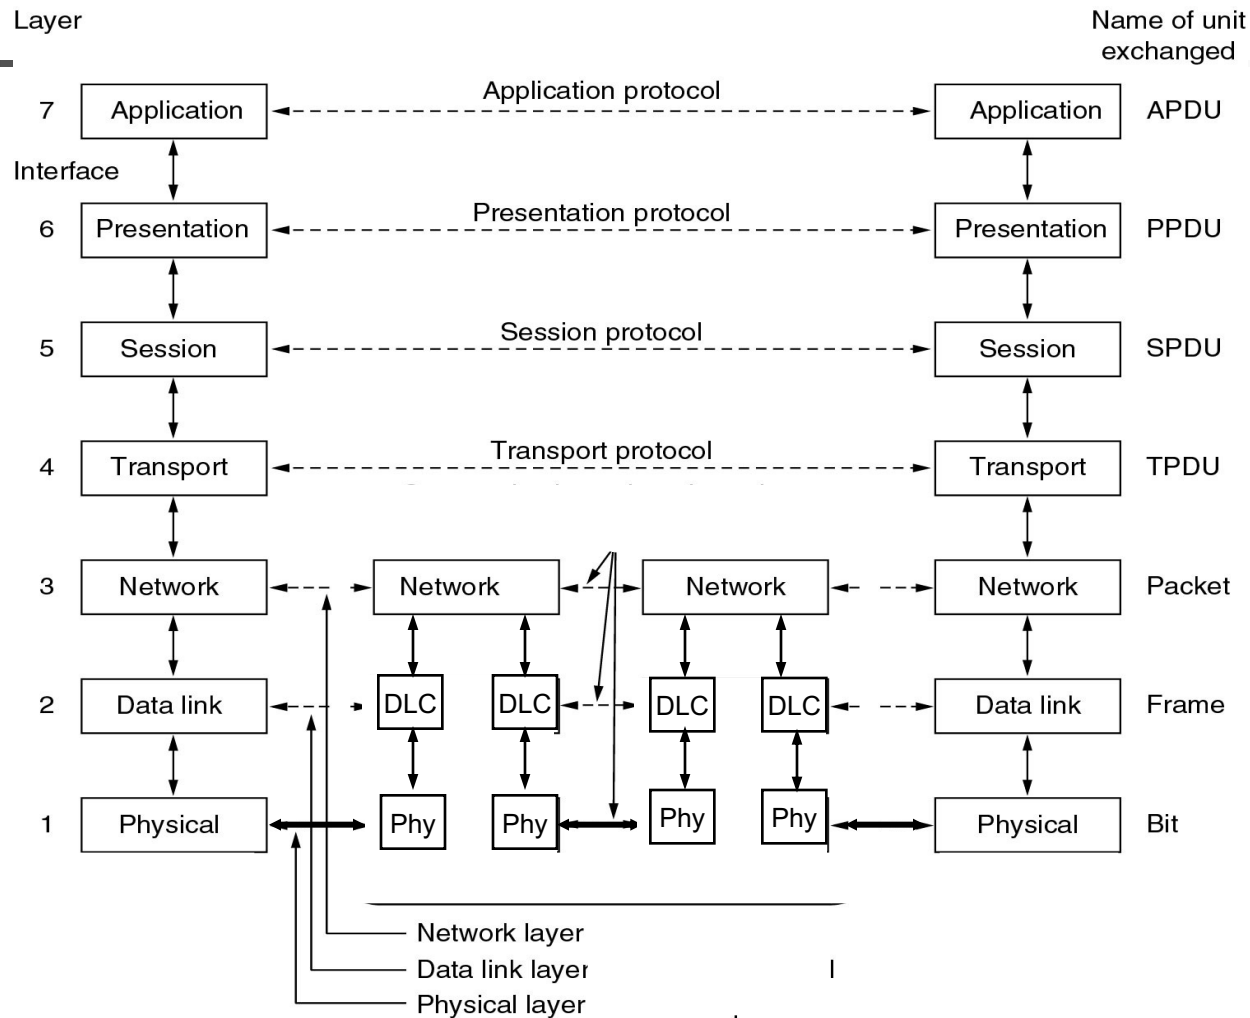 Layer
Name of unit
exchanged
7 Application Application protocol Application APDU
Interface
6 Presentation Presentation protocol Presentation PPDU
5 Session Session protocol Session SPDU
4 Transport Transport protocol Transport TPDU
3 Network Network Network Network Packet
2 Data link DLC DLC DLC DLC Data link Frame
1 Physical Phy Phy Phy Phy Physical Bit
Network layer
Data link layer
Physical layer